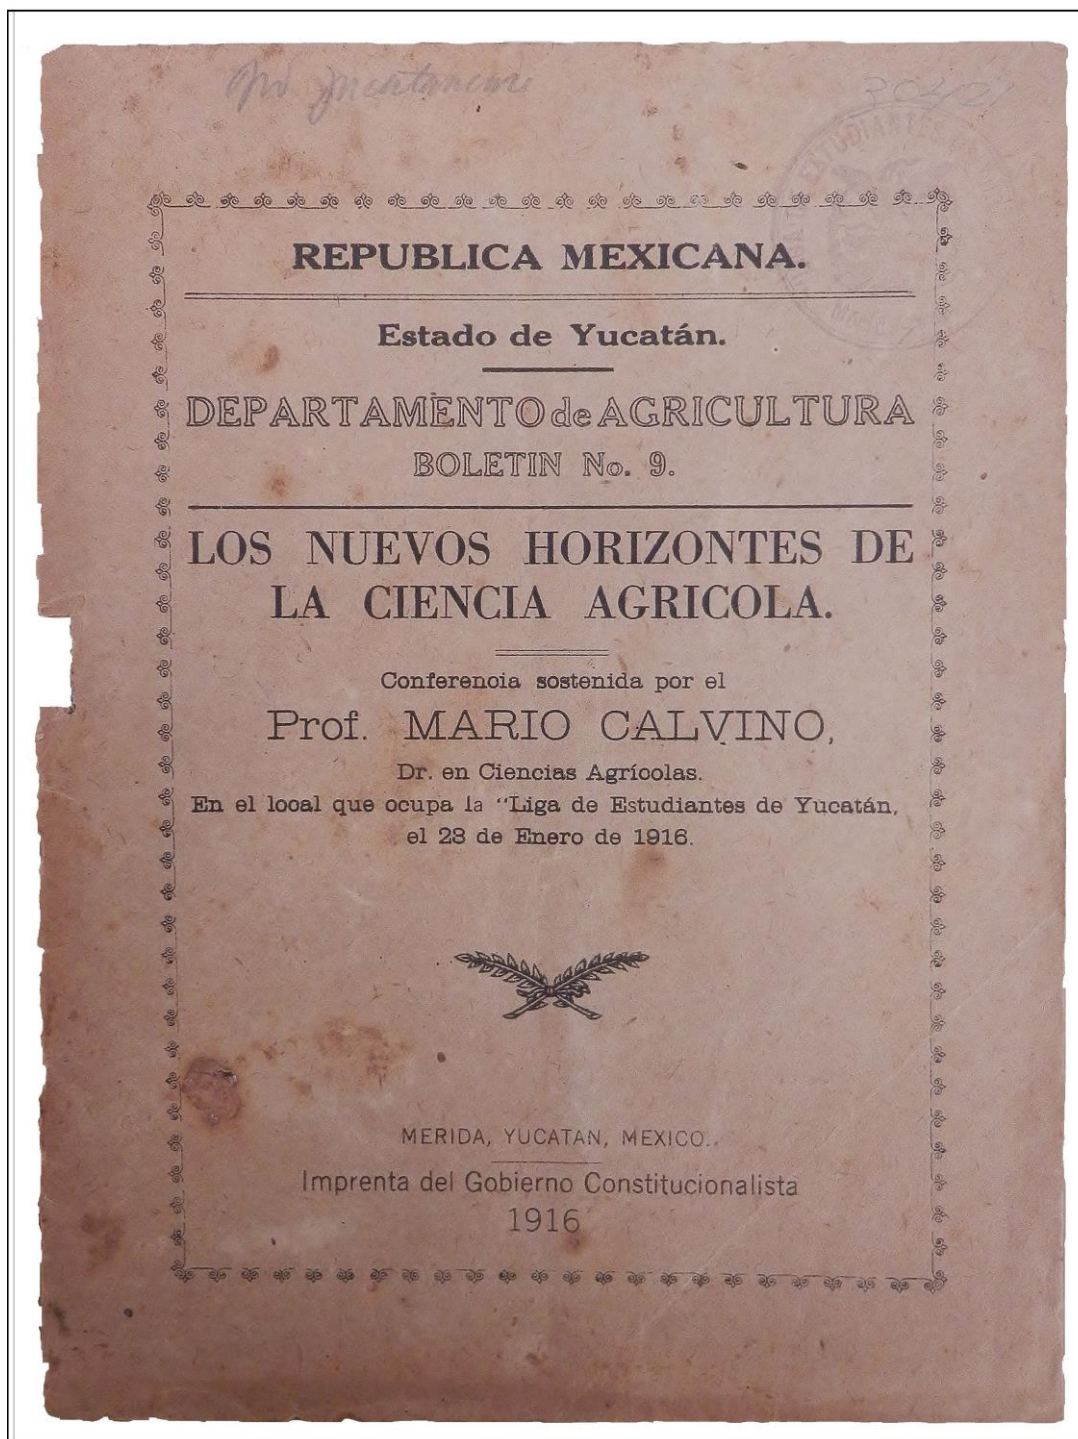 REPUBLICA MEXICANA.
Estado de Yucatán.
DEPARTAMENTO de AGRICULTURA
BOLETIN No. 9.
LOS NUEVOS HORIZONTES DE
LA CIENCIA AGRICOLA.
Conferencia sostenida por el
Prof. MARIO CALVINO,
Dr. en Ciencias Agrícolas.
En el local que ocupa la "Liga de Estudiantes de Yucatán,
el 23 de Enero de 1916.
MERIDA, YUCATAN, MEXICO.
Imprenta del Gobierno Constitucionalista
1916